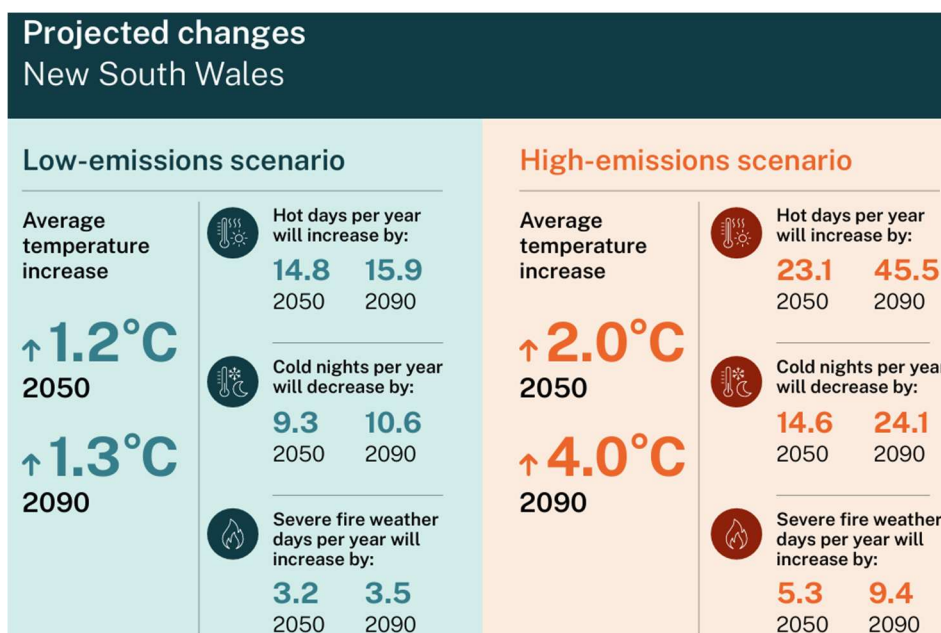 Projected changes
New South Wales
Low-emissions scenario
Average
temperature
increase
↑1.2°C
2050
↑1.3°C
2090
Hot days per year
will increase by:
14.8 15.9
2050 2090
Cold nights per year
will decrease by:
9.3 10.6
2050 2090
Severe fire weather
days per year will
increase by:
3.2 3.5
2050 2090
High-emissions scenario
Average
temperature
increase
↑2.0°C
2050
↑4.0°C
2090
Hot days per year
will increase by:
23.1 45.5
2050 2090
Cold nights per year
will decrease by:
14.6 24.1
2050 2090
Severe fire weather
days per year will
increase by:
5.3 9.4
2050 2090